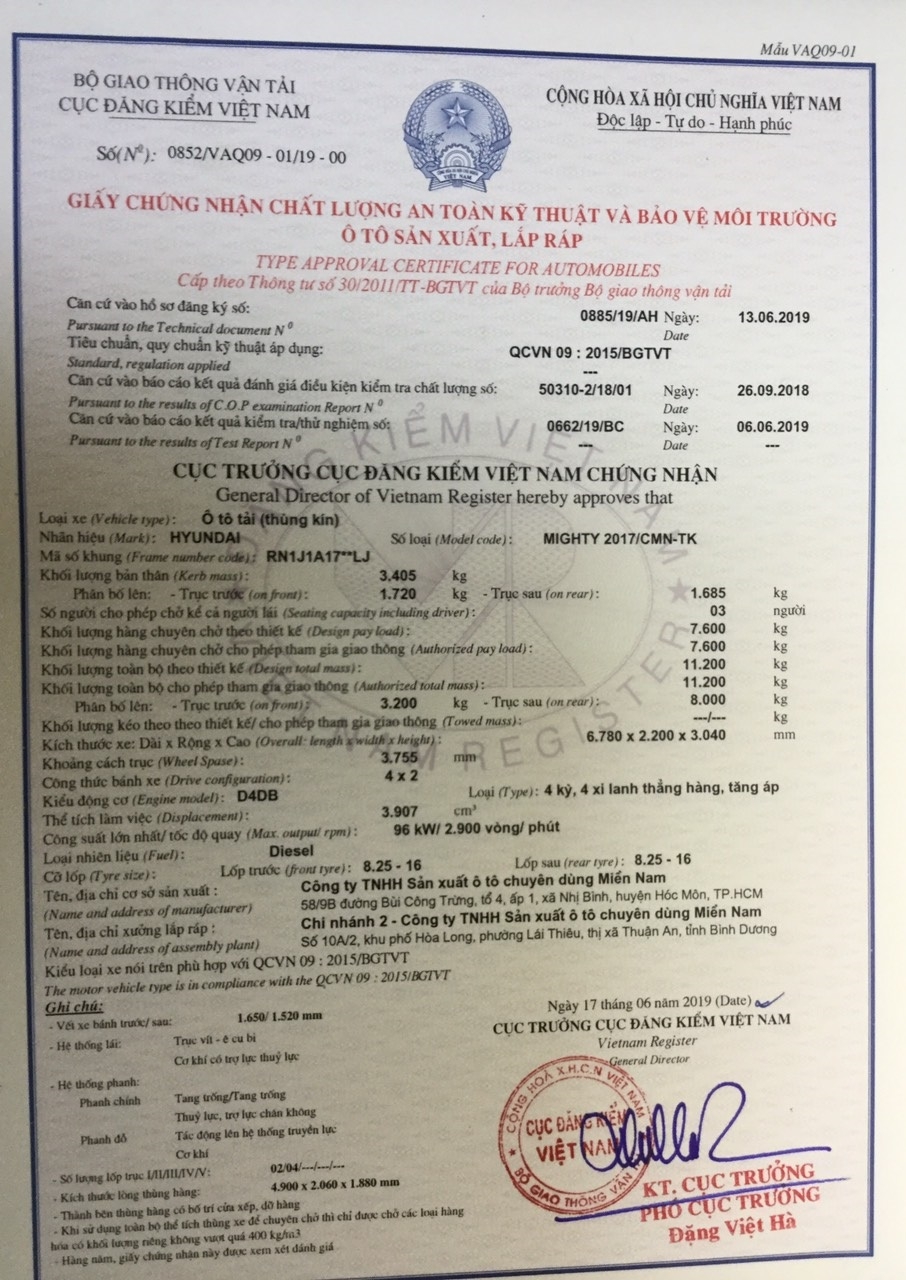 Mẫu VAQ09-01
BỘ GIAO THÔNG VẬN TẢI
CỤC ĐĂNG KIỂM VIỆT NAM
CỘNG HÒA XÃ HỘI CHỦ NGHĨA VIỆT NAM
Độc lập - Tự do - Hạnh phúc
Số(Nº): 0852/VAQ09 - 01/19 - 00
VIỆT NAM
GIẤY CHỨNG NHẬN CHẤT LƯỢNG AN TOÀN KỸ THUẬT VÀ BẢO VỆ MÔI TRƯỜNG
Ô TÔ SẢN XUẤT, LẮP RÁP
TYPE APPROVAL CERTIFICATE FOR AUTOMOBILES
Cấp theo Thông tư số 30/2011/TT-BGTVT của Bộ trưởng Bộ giao thông vận tải
Căn cứ vào hồ sơ đăng ký số: 0885/19/AH Ngày: 13.06.2019
Pursuant to the Technical document N⁰ Date
Tiêu chuẩn, quy chuẩn kỹ thuật áp dụng: QCVN 09 : 2015/BGTVT
Standard, regulation applied ---
Căn cứ vào báo cáo kết quả đánh giá điều kiện kiểm tra chất lượng số: 50310-2/18/01 Ngày: 26.09.2018
Pursuant to the results of C.O.P examination Report N⁰ Date
Căn cứ vào báo cáo kết quả kiểm tra/thử nghiệm số: 0662/19/BC Ngày: 06.06.2019
Pursuant to the results of Test Report N⁰ --- Date ---
ĐĂNG KIỂM VIỆT NAM
VIETNAM REGISTER
CỤC TRƯỞNG CỤC ĐĂNG KIỂM VIỆT NAM CHỨNG NHẬN
General Director of Vietnam Register hereby approves that
Loại xe (Vehicle type): Ô tô tải (thùng kín)
Nhãn hiệu (Mark): HYUNDAI Số loại (Model code): MIGHTY 2017/CMN-TK
Mã số khung (Frame number code): RN1J1A17**LJ
Khối lượng bản thân (Kerb mass): 3.405 kg
Phân bố lên: - Trục trước (on front): 1.720 kg - Trục sau (on rear): 1.685 kg
Số người cho phép chở kể cả người lái (Seating capacity including driver): 03 người
Khối lượng hàng chuyên chở theo thiết kế (Design pay load): 7.600 kg
Khối lượng hàng chuyên chở cho phép tham gia giao thông (Authorized pay load): 7.600 kg
Khối lượng toàn bộ theo thiết kế (Design total mass): 11.200 kg
Khối lượng toàn bộ cho phép tham gia giao thông (Authorized total mass): 11.200 kg
Phân bố lên: - Trục trước (on front): 3.200 kg - Trục sau (on rear): 8.000 kg
Khối lượng kéo theo theo thiết kế/ cho phép tham gia giao thông (Towed mass): ---/--- kg
Kích thước xe: Dài x Rộng x Cao (Overall: length x width x height): 6.780 x 2.200 x 3.040 mm
Khoảng cách trục (Wheel Spase): 3.755 mm
Công thức bánh xe (Drive configuration): 4 x 2
Kiểu động cơ (Engine model): D4DB Loại (Type): 4 kỳ, 4 xi lanh thẳng hàng, tăng áp
Thể tích làm việc (Displacement): 3.907 cm³
Công suất lớn nhất/ tốc độ quay (Max. output/ rpm): 96 kW/ 2.900 vòng/ phút
Loại nhiên liệu (Fuel): Diesel
Cỡ lốp (Tyre size): Lốp trước (front tyre): 8.25 - 16 Lốp sau (rear tyre): 8.25 - 16
Tên, địa chỉ cơ sở sản xuất : Công ty TNHH Sản xuất ô tô chuyên dùng Miền Nam
(Name and address of manufacturer) 58/9B đường Bùi Công Trừng, tổ 4, ấp 1, xã Nhị Bình, huyện Hóc Môn, TP.HCM
Tên, địa chỉ xưởng lắp ráp : Chi nhánh 2 - Công ty TNHH Sản xuất ô tô chuyên dùng Miền Nam
(Name and address of assembly plant) Số 10A/2, khu phố Hòa Long, phường Lái Thiêu, thị xã Thuận An, tỉnh Bình Dương
Kiểu loại xe nói trên phù hợp với QCVN 09 : 2015/BGTVT
The motor vehicle type is in compliance with the QCVN 09 : 2015/BGTVT
Ghi chú:
- Vết xe bánh trước/ sau: 1.650/ 1.520 mm
- Hệ thống lái: Trục vít - ê cu bi
Cơ khí có trợ lực thuỷ lực
- Hệ thống phanh:
Phanh chính Tang trống/Tang trống
Thuỷ lực, trợ lực chân không
Phanh đỗ Tác động lên hệ thống truyền lực
Cơ khí
- Số lượng lốp trục I/II/III/IV/V: 02/04/---/---/---
- Kích thước lòng thùng hàng: 4.900 x 2.060 x 1.880 mm
- Thành bên thùng hàng có bố trí cửa xếp, dỡ hàng
- Khi sử dụng toàn bộ thể tích thùng xe để chuyên chở thì chỉ được chở các loại hàng
hóa có khối lượng riêng không vượt quá 400 kg/m3
- Hàng năm, giấy chứng nhận này được xem xét đánh giá
Ngày 17 tháng 06 năm 2019 (Date)
CỤC TRƯỞNG CỤC ĐĂNG KIỂM VIỆT NAM
Vietnam Register
General Director
CỘNG HOÀ X.H.C.N VIỆT NAM
CỤC ĐĂNG KIỂM
VIỆT NAM
BỘ GIAO THÔNG VẬN TẢI
KT. CỤC TRƯỞNG
PHÓ CỤC TRƯỞNG
Đặng Việt Hà